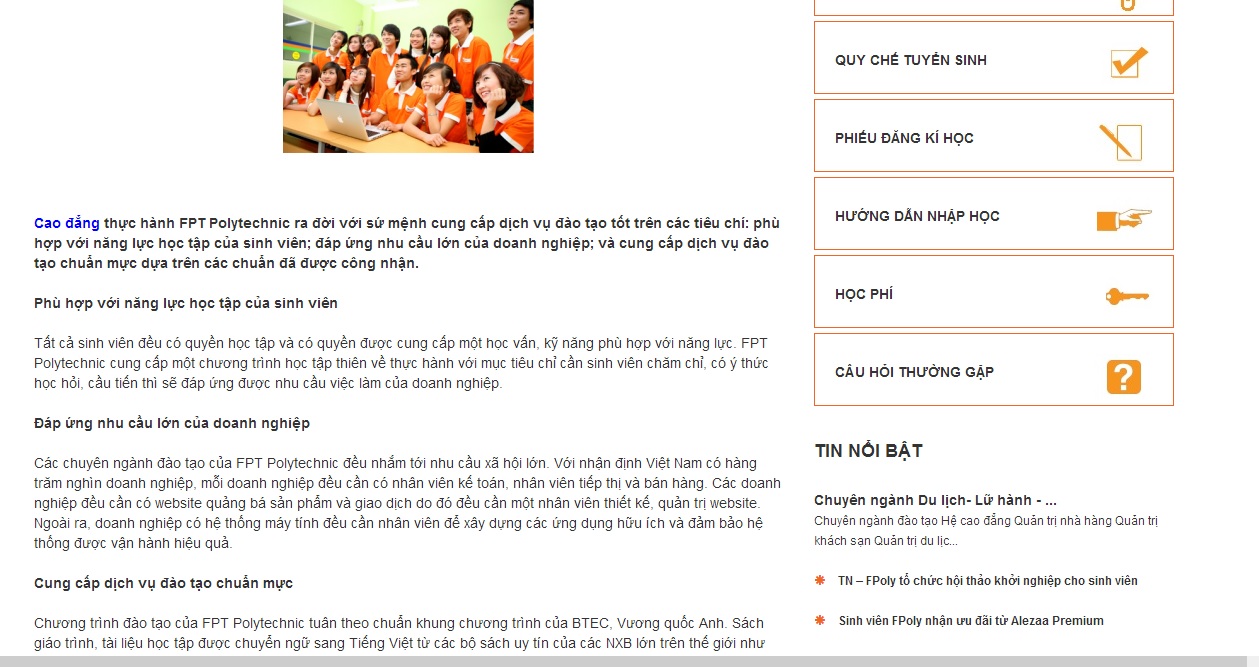 Cao đẳng thực hành FPT Polytechnic ra đời với sứ mệnh cung cấp dịch vụ đào tạo tốt trên các tiêu chí: phù
hợp với năng lực học tập của sinh viên; đáp ứng nhu cầu lớn của doanh nghiệp; và cung cấp dịch vụ đào
tạo chuẩn mực dựa trên các chuẩn đã được công nhận.
Phù hợp với năng lực học tập của sinh viên
Tất cả sinh viên đều có quyền học tập và có quyền được cung cấp một học vấn, kỹ năng phù hợp với năng lực. FPT
Polytechnic cung cấp một chương trình học tập thiên về thực hành với mục tiêu chỉ cần sinh viên chăm chỉ, có ý thức
học hỏi, cầu tiến thì sẽ đáp ứng được nhu cầu việc làm của doanh nghiệp.
Đáp ứng nhu cầu lớn của doanh nghiệp
Các chuyên ngành đào tạo của FPT Polytechnic đều nhắm tới nhu cầu xã hội lớn. Với nhận định Việt Nam có hàng
trăm nghìn doanh nghiệp, mỗi doanh nghiệp đều cần có nhân viên kế toán, nhân viên tiếp thị và bán hàng. Các doanh
nghiệp đều cần có website quảng bá sản phẩm và giao dịch do đó đều cần một nhân viên thiết kế, quản trị website.
Ngoài ra, doanh nghiệp có hệ thống máy tính đều cần nhân viên để xây dựng các ứng dụng hữu ích và đảm bảo hệ
thống được vận hành hiệu quả.
Cung cấp dịch vụ đào tạo chuẩn mực
Chương trình đào tạo của FPT Polytechnic tuân theo chuẩn khung chương trình của BTEC, Vương quốc Anh. Sách
giáo trình, tài liệu học tập được chuyển ngữ sang Tiếng Việt từ các bộ sách uy tín của các NXB lớn trên thế giới như
QUY CHẾ TUYỂN SINH
PHIẾU ĐĂNG KÍ HỌC
HƯỚNG DẪN NHẬP HỌC
HỌC PHÍ
CÂU HỎI THƯỜNG GẶP
?
TIN NỔI BẬT
Chuyên ngành Du lịch- Lữ hành - ...
Chuyên ngành đào tạo Hệ cao đẳng Quản trị nhà hàng Quản trị
khách sạn Quản trị du lịc...
TN – FPoly tổ chức hội thảo khởi nghiệp cho sinh viên
Sinh viên FPoly nhận ưu đãi từ Alezaa Premium